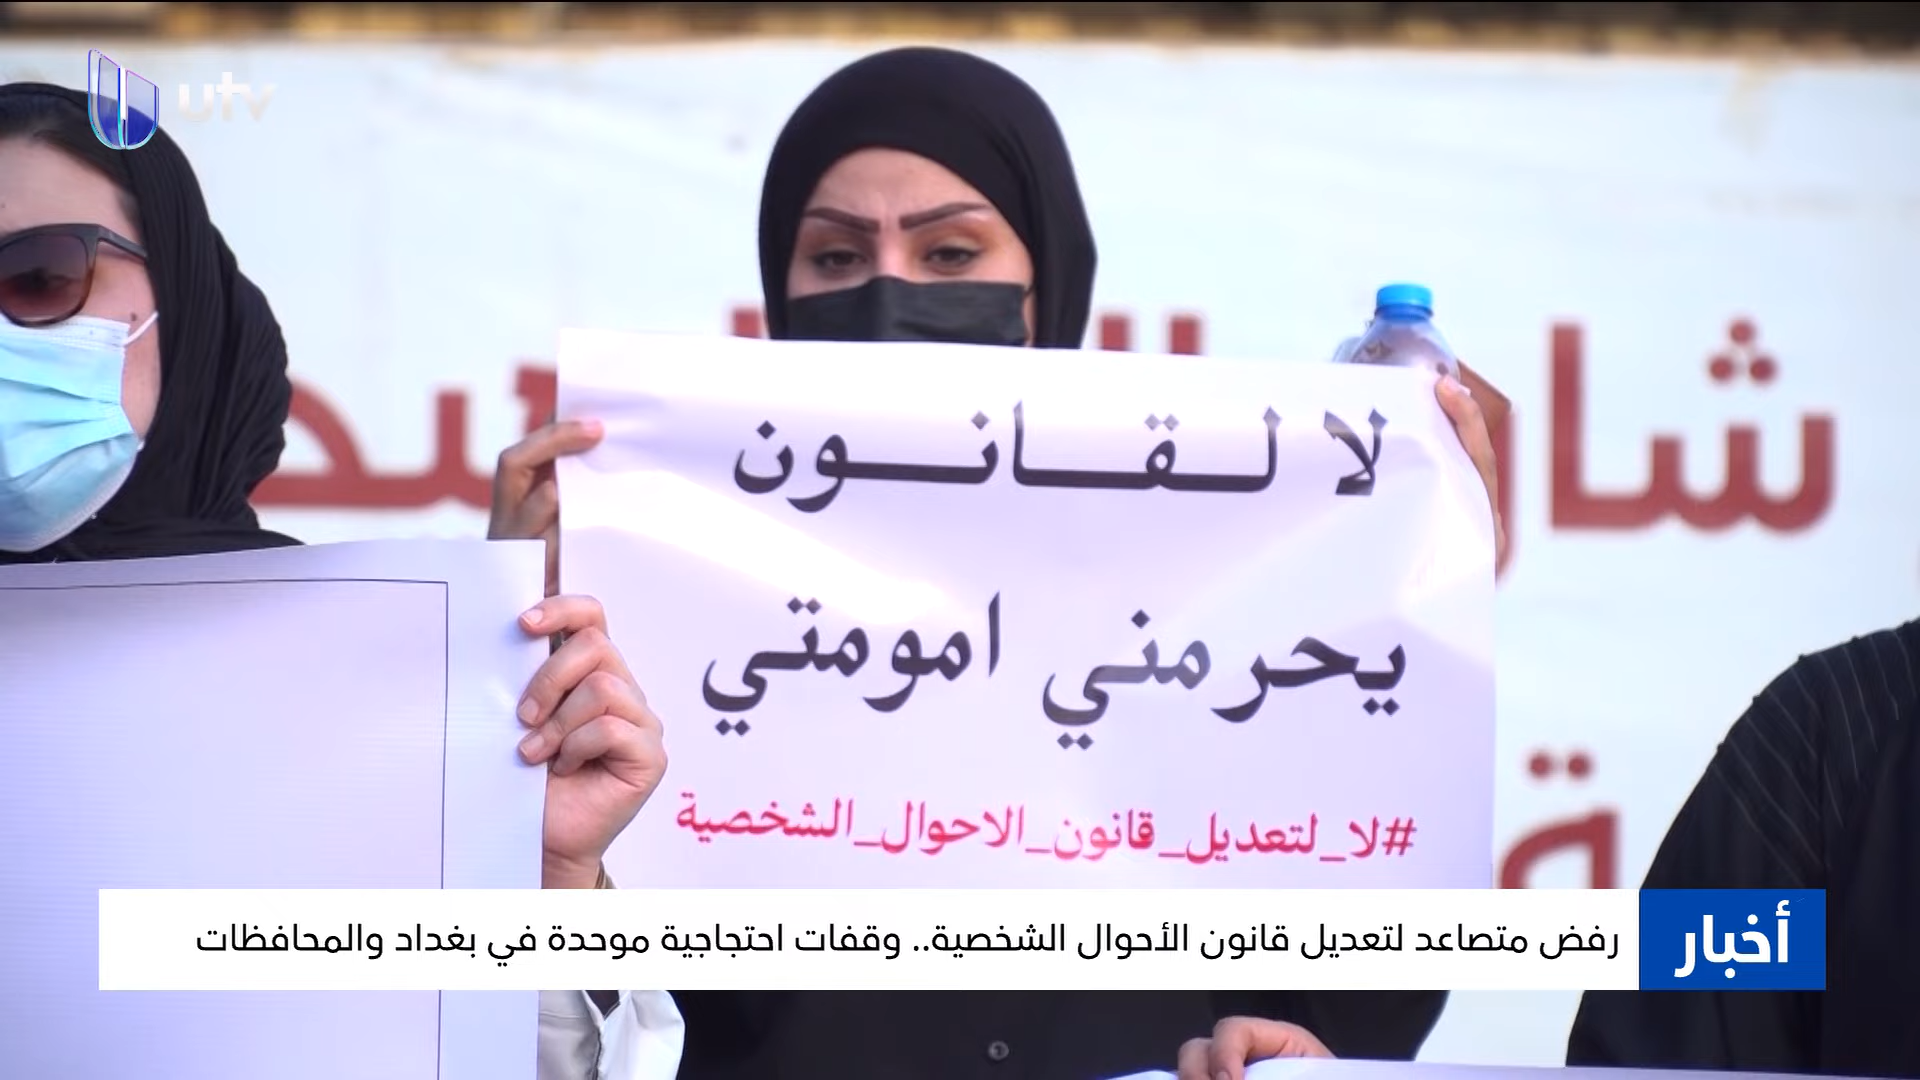 utv
لا لقانون
يحرمني امومتي
#لا_لتعديل_قانون_الاحوال_الشخصية
أخبار
رفض متصاعد لتعديل قانون الأحوال الشخصية.. وقفات احتجاجية موحدة في بغداد والمحافظات